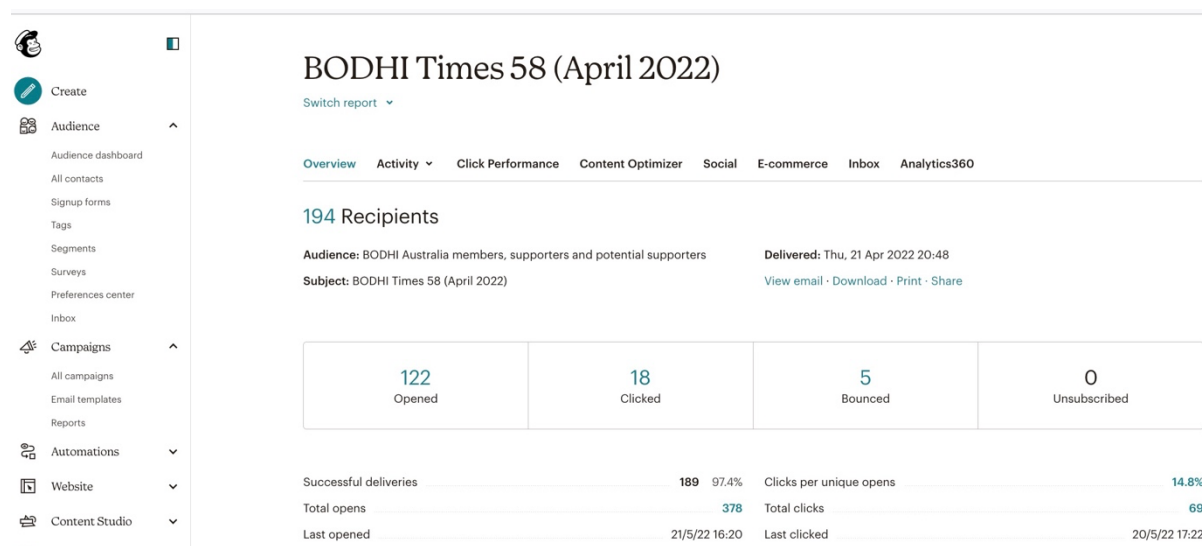 Create
Audience
Audience dashboard
All contacts
Signup forms
Tags
Segments
Surveys
Preferences center
Inbox
Campaigns
All campaigns
Email templates
Reports
Automations
Website
Content Studio
BODHI Times 58 (April 2022)
Switch report
Overview Activity Click Performance Content Optimizer Social E-commerce Inbox Analytics360
194 Recipients
Audience: BODHI Australia members, supporters and potential supporters Delivered: Thu, 21 Apr 2022 20:48
Subject: BODHI Times 58 (April 2022) View email · Download · Print · Share
122 18 5 0
Opened Clicked Bounced Unsubscribed
Successful deliveries 189 97.4% Clicks per unique opens 14.8%
Total opens 378 Total clicks 69
Last opened 21/5/22 16:20 Last clicked 20/5/22 17:22